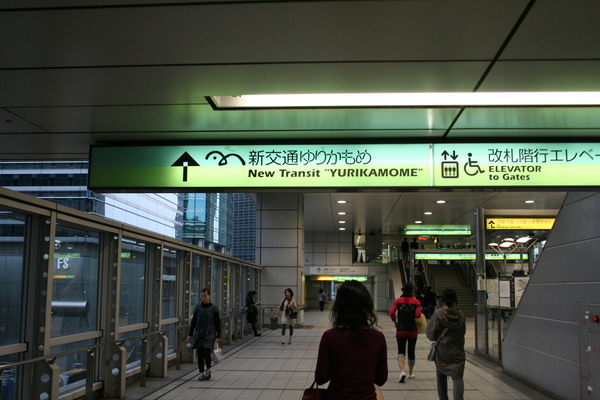 新交通ゆりかもめ
New Transit "YURIKAMOME"
改札階行エレベー
ELEVATOR
to Gates
FS